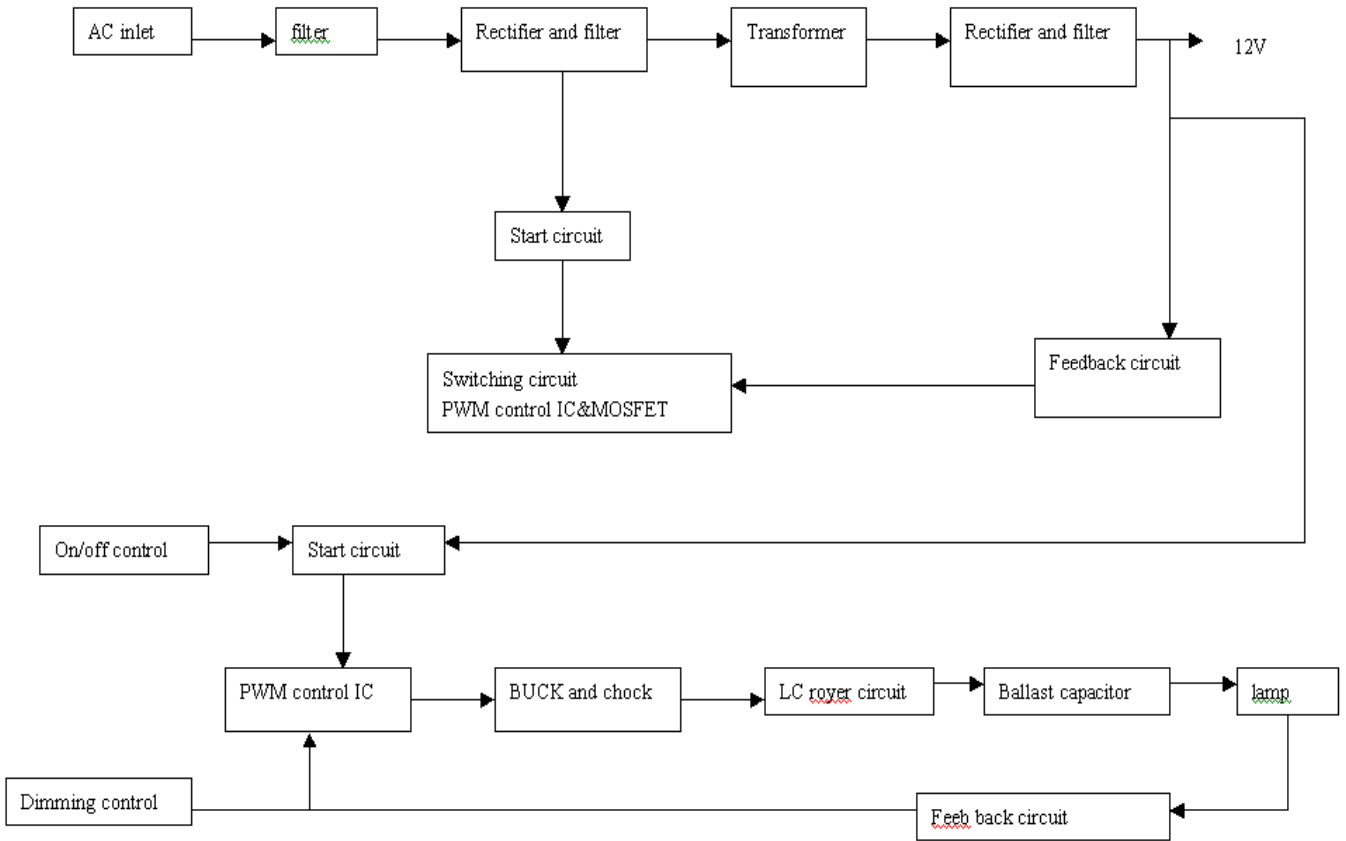 AC inlet
filter
Rectifier and filter
Transformer
Rectifier and filter
12V
Start circuit
Switching circuit
PWM control IC&MOSFET
Feedback circuit
On/off control
Start circuit
PWM control IC
BUCK and chock
LC royer circuit
Ballast capacitor
lamp
Dimming control
Feeb back circuit